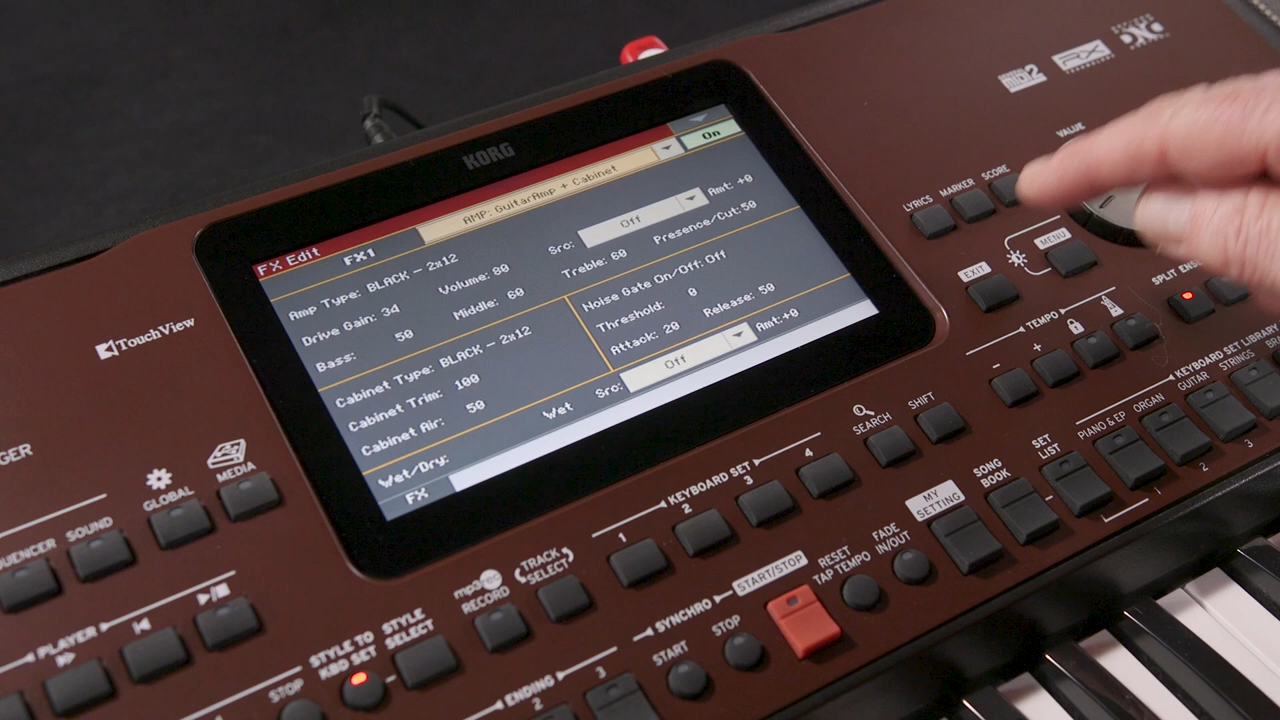 KORG
FX Edit
FX1
AMP: GuitarAmp + Cabinet
On
Amp Type: BLACK - 2x12
Src: Off
Amt: +0
Drive Gain: 34
Volume: 80
Treble: 60
Presence/Cut: 50
Bass: 50
Middle: 60
Noise Gate On/Off: Off
Cabinet Type: BLACK - 2x12
Threshold: 0
Cabinet Trim: 100
Attack: 20
Release: 50
Cabinet Air: 50
Wet/Dry: Wet
Src: Off
Amt:+0
FX
TouchView
LYRICS
MARKER
SCORE
VALUE
MENU
EXIT
SPLIT
TEMPO
- +
KEYBOARD SET LIBRARY
PIANO & EP
ORGAN
GUITAR
STRINGS
1
2
3
SEARCH
SHIFT
SET LIST
SONG BOOK
MY SETTING
FADE IN/OUT
RESET
TAP TEMPO
KEYBOARD SET
1
2
3
4
GLOBAL
MEDIA
SOUND
PLAYER
mp3rec
RECORD
TRACK SELECT
STYLE TO KBD SET
STYLE SELECT
SYNCHRO
START/STOP
START
STOP
ENDING
2
3
STOP
midi2
RX
TECHNOLOGY